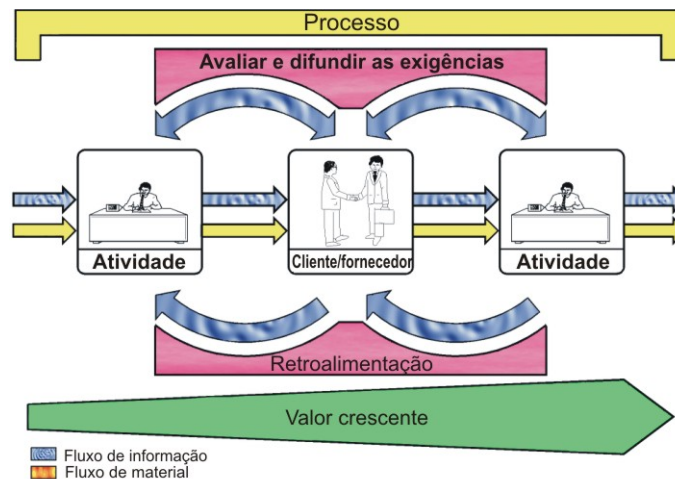 Processo
Avaliar e difundir as exigências
Atividade
Cliente/fornecedor
Atividade
Retroalimentação
Valor crescente
Fluxo de informação
Fluxo de material